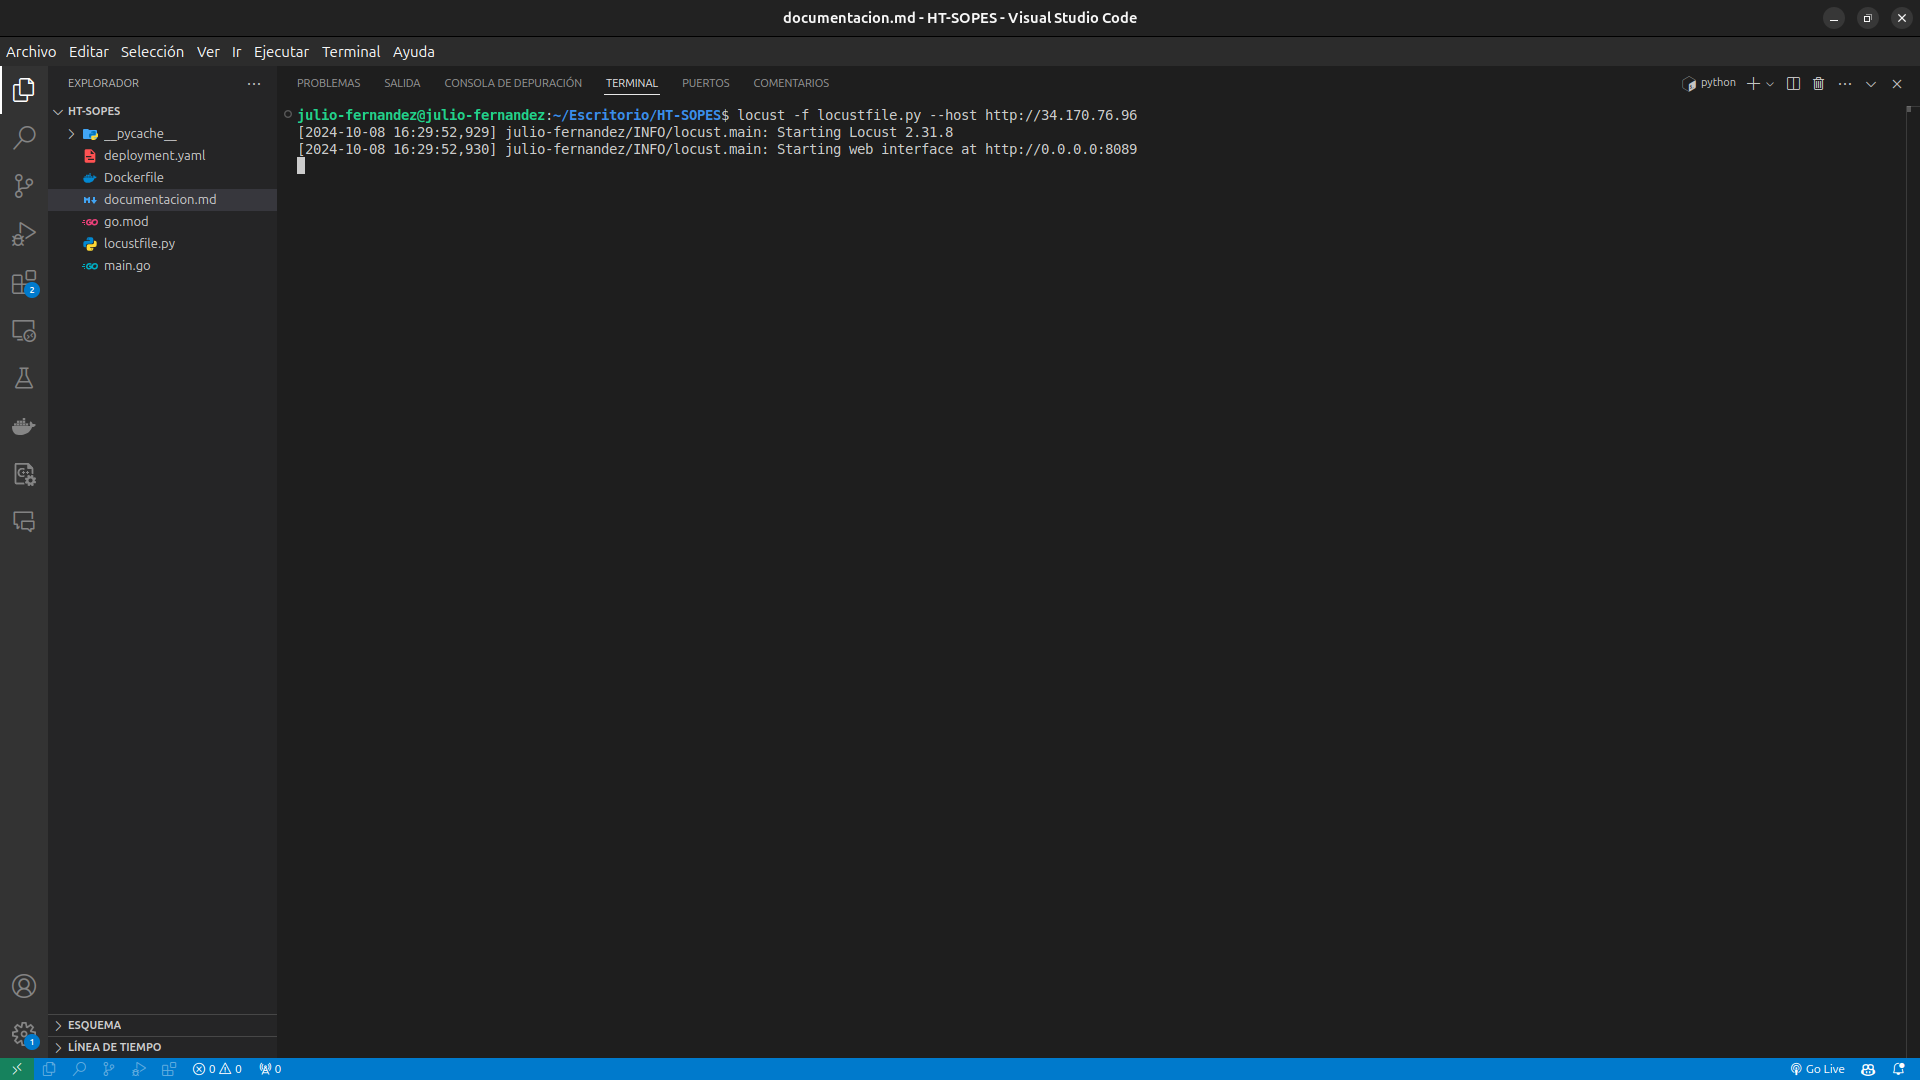 documentacion.md - HT-SOPES - Visual Studio Code
Archivo Editar Selección Ver Ir Ejecutar Terminal Ayuda
EXPLORADOR
PROBLEMAS SALIDA CONSOLA DE DEPURACIÓN TERMINAL PUERTOS COMENTARIOS
python
HT-SOPES
__pycache__
deployment.yaml
Dockerfile
documentacion.md
go.mod
locustfile.py
main.go
julio-fernandez@julio-fernandez:~/Escritorio/HT-SOPES$ locust -f locustfile.py --host http://34.170.76.96
[2024-10-08 16:29:52,929] julio-fernandez/INFO/locust.main: Starting Locust 2.31.8
[2024-10-08 16:29:52,930] julio-fernandez/INFO/locust.main: Starting web interface at http://0.0.0.0:8089
2
1
ESQUEMA
LÍNEA DE TIEMPO
0 0 0
Go Live